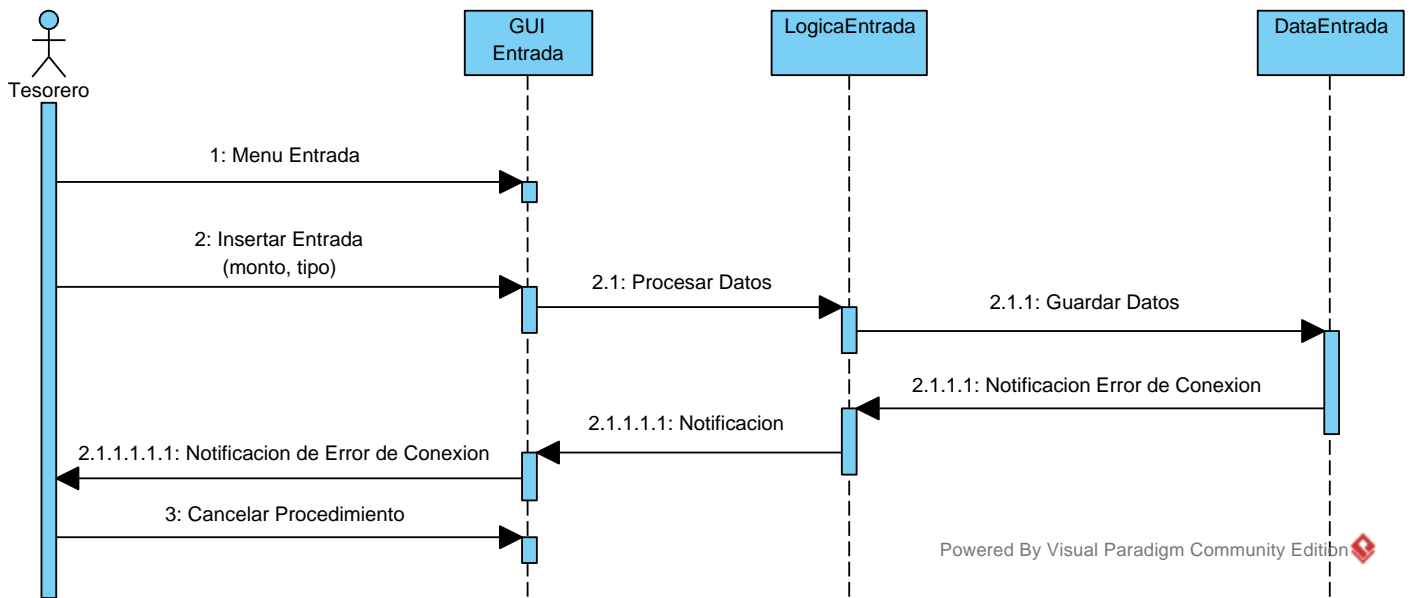 GUI
Entrada
LogicaEntrada
DataEntrada
Tesorero
1: Menu Entrada
2: Insertar Entrada
(monto, tipo)
2.1: Procesar Datos
2.1.1: Guardar Datos
2.1.1.1: Notificacion Error de Conexion
2.1.1.1.1: Notificacion
2.1.1.1.1.1: Notificacion de Error de Conexion
3: Cancelar Procedimiento
Powered By Visual Paradigm Community Edition